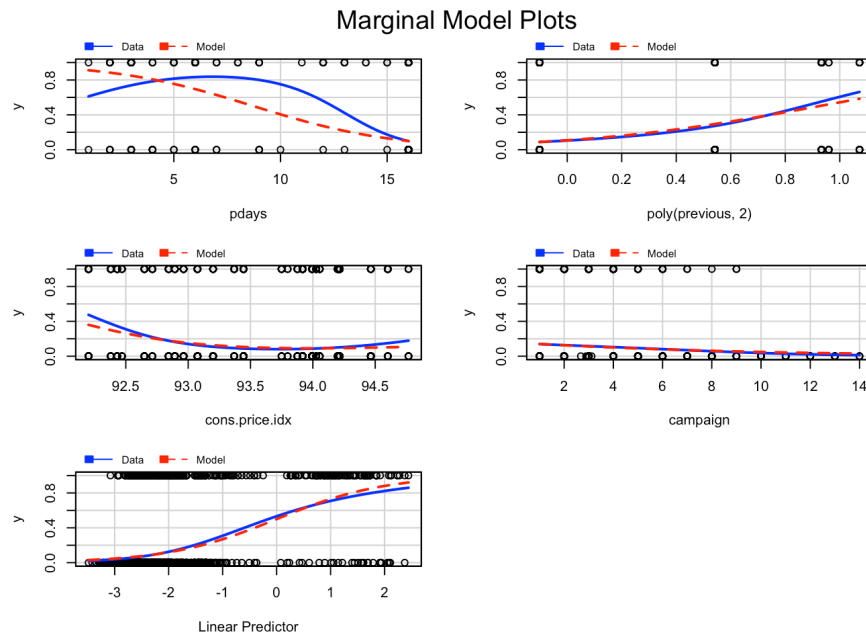 Marginal Model Plots
Data Model
y
0.0 0.4 0.8
5 10 15
pdays
Data Model
y
0.0 0.4 0.8
0.0 0.2 0.4 0.6 0.8 1.0
poly(previous, 2)
Data Model
y
0.0 0.4 0.8
92.5 93.0 93.5 94.0 94.5
cons.price.idx
Data Model
y
0.0 0.4 0.8
2 4 6 8 10 12 14
campaign
Data Model
y
0.0 0.4 0.8
-3 -2 -1 0 1 2
Linear Predictor